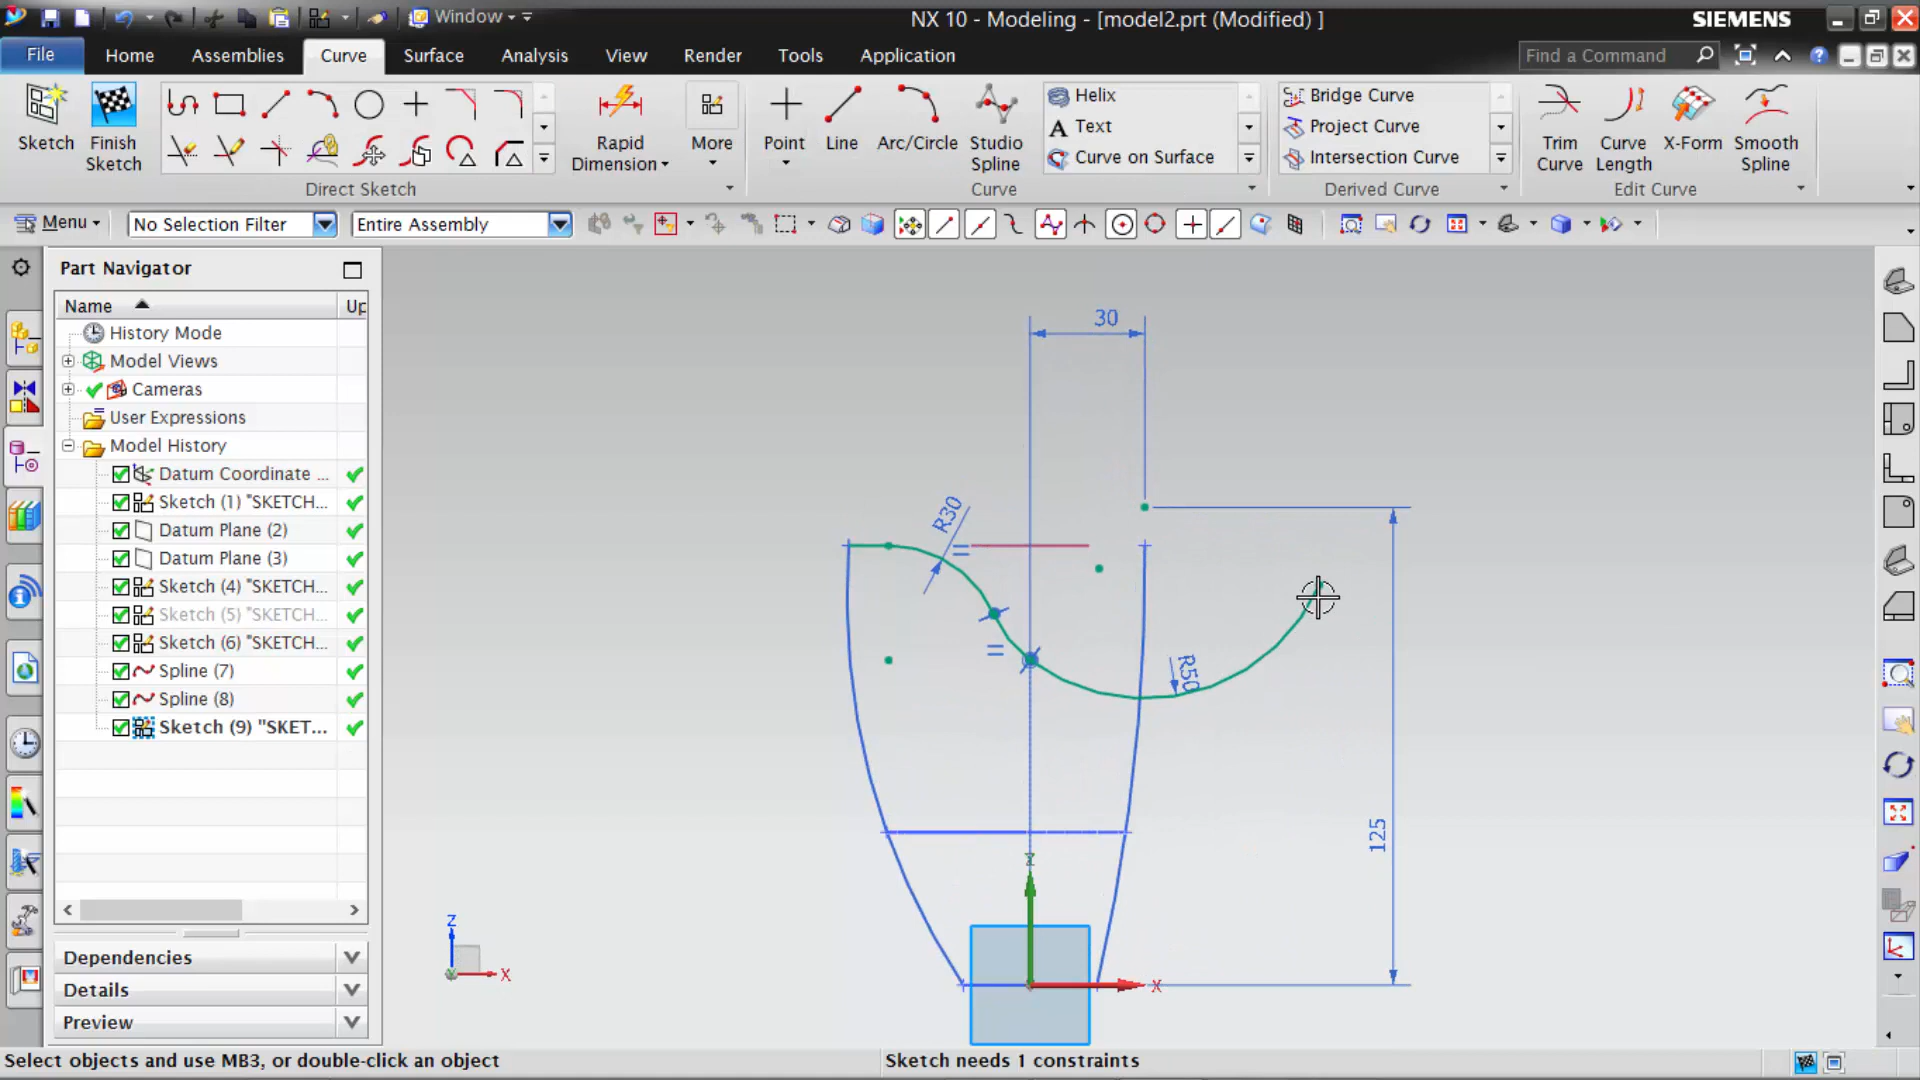 Window
NX 10 - Modeling - [model2.prt (Modified) ]
SIEMENS
File
Home
Assemblies
Curve
Surface
Analysis
View
Render
Tools
Application
Find a Command
Sketch
Finish
Sketch
Rapid
Dimension
More
Point
Line
Arc/Circle
Studio
Spline
Helix
Text
Curve on Surface
Bridge Curve
Project Curve
Intersection Curve
Trim
Curve
Curve
Length
X-Form
Smooth
Spline
Direct Sketch
Curve
Derived Curve
Edit Curve
Menu
No Selection Filter
Entire Assembly
Part Navigator
Name
Up
History Mode
Model Views
Cameras
User Expressions
Model History
Datum Coordinate ...
Sketch (1) "SKETCH...
Datum Plane (2)
Datum Plane (3)
Sketch (4) "SKETCH...
Sketch (5) "SKETCH...
Sketch (6) "SKETCH...
Spline (7)
Spline (8)
Sketch (9) "SKET...
Dependencies
Details
Preview
30
R30
R50
125
Z
X
Z
X
Select objects and use MB3, or double-click an object
Sketch needs 1 constraints